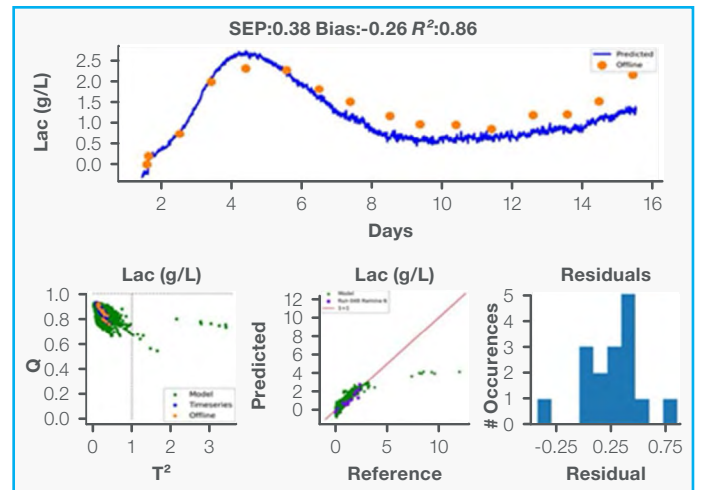 SEP:0.38 Bias:-0.26 R²:0.86
Lac (g/L)
2.5
2.0
1.5
1.0
0.5
0.0
Predicted
Offline
2 4 6 8 10 12 14 16
Days
Lac (g/L)
Q
1.0
0.8
0.6
0.4
0.2
0.0
Model
Timeseries
Offline
0 1 2 3
T²
Lac (g/L)
Predicted
12
10
8
6
4
2
0
Model
1:1
0 5 10
Reference
Residuals
# Occurences
5
4
3
2
1
0
-0.25 0.25 0.75
Residual